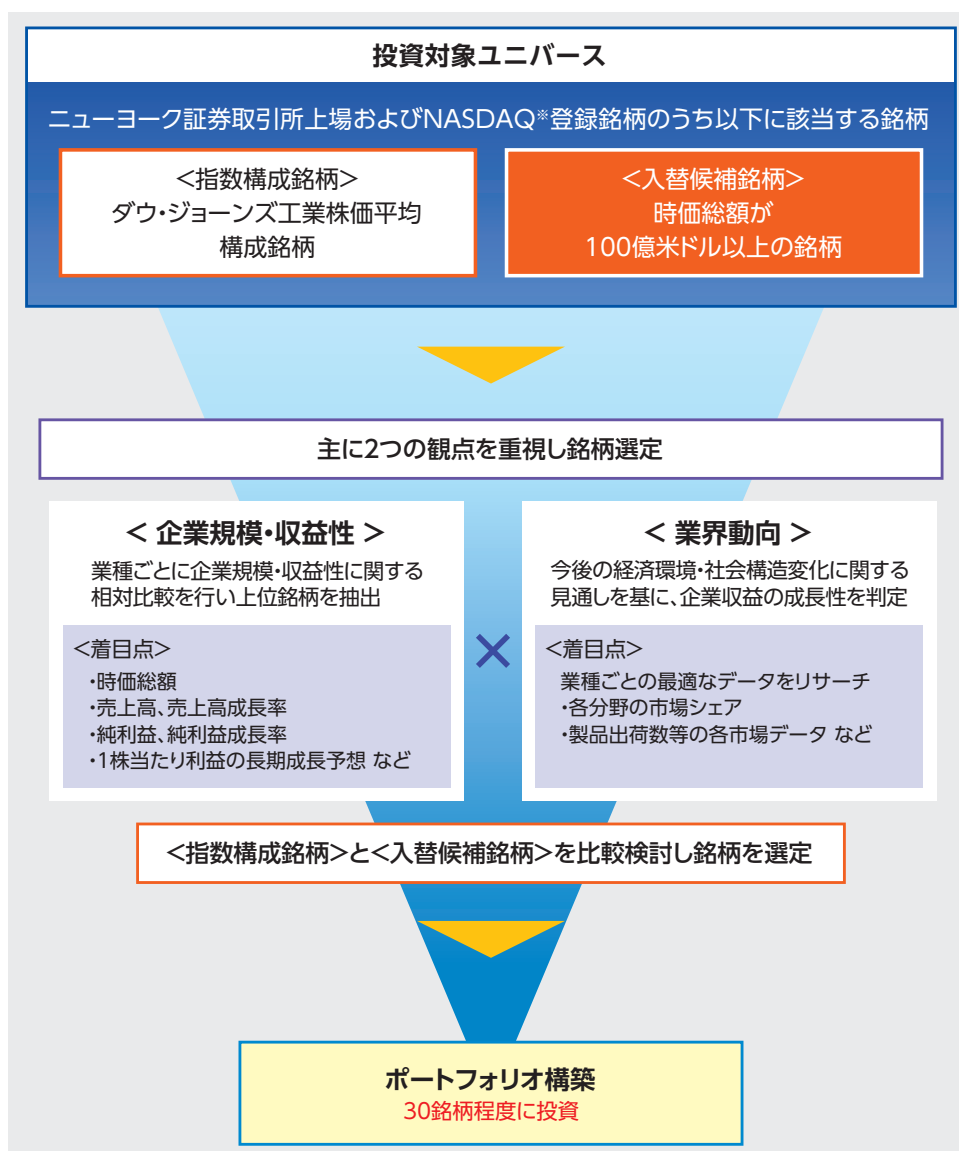 投資対象ユニバース
ニューヨーク証券取引所上場およびNASDAQ※登録銘柄のうち以下に該当する銘柄
<指数構成銘柄>
ダウ・ジョーンズ工業株価平均
構成銘柄
<入替候補銘柄>
時価総額が
100億米ドル以上の銘柄
主に2つの観点を重視し銘柄選定
< 企業規模・収益性 >
業種ごとに企業規模・収益性に関する
相対比較を行い上位銘柄を抽出
<着目点>
・時価総額
・売上高、売上高成長率
・純利益、純利益成長率
・1株当たり利益の長期成長予想 など
×
< 業界動向 >
今後の経済環境・社会構造変化に関する
見通しを基に、企業収益の成長性を判定
<着目点>
業種ごとの最適なデータをリサーチ
・各分野の市場シェア
・製品出荷数等の各市場データ など
<指数構成銘柄>と<入替候補銘柄>を比較検討し銘柄を選定
ポートフォリオ構築
30銘柄程度に投資